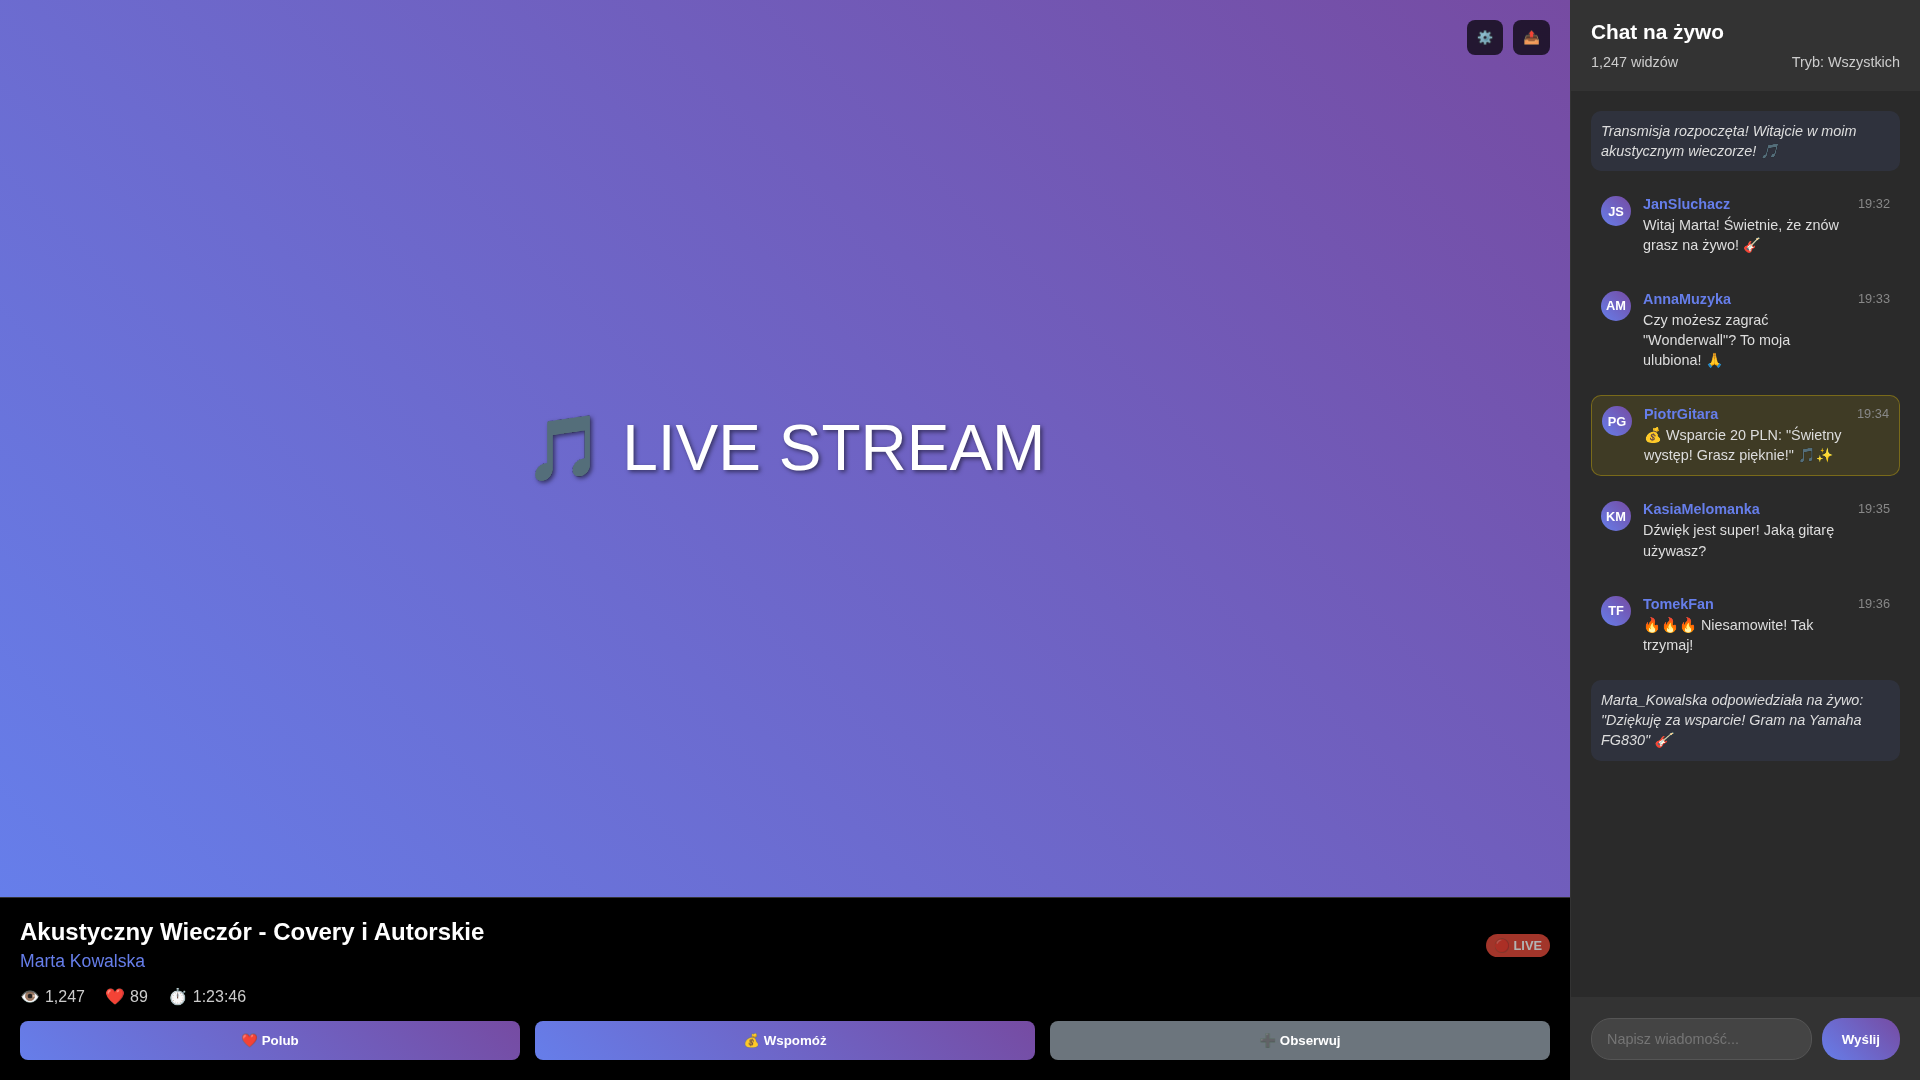 🎵 LIVE STREAM
Akustyczny Wieczór - Covery i Autorskie
Marta Kowalska
🔴 LIVE
👁️ 1,247 ❤️ 89 ⏱️ 1:23:46
❤️ Polub
💰 Wspomóż
➕ Obserwuj
Chat na żywo
1,247 widzów
Tryb: Wszystkich
Transmisja rozpoczęta! Witajcie w moim
akustycznym wieczorze! 🎵
JS
JanSluchacz
19:32
Witaj Marta! Świetnie, że znów
grasz na żywo! 🎸
AM
AnnaMuzyka
19:33
Czy możesz zagrać
"Wonderwall"? To moja
ulubiona! 🙏
PG
PiotrGitara
19:34
💰 Wsparcie 20 PLN: "Świetny
występ! Grasz pięknie!" 🎵✨
KM
KasiaMelomanka
19:35
Dźwięk jest super! Jaką gitarę
używasz?
TF
TomekFan
19:36
🔥🔥🔥 Niesamowite! Tak
trzymaj!
Marta_Kowalska odpowiedziała na żywo:
"Dziękuję za wsparcie! Gram na Yamaha
FG830" 🎸
Napisz wiadomość...
Wyślij